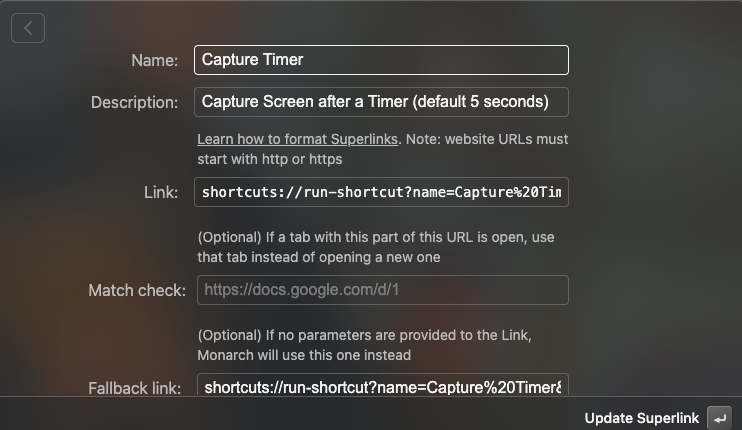 Name: Capture Timer
Description: Capture Screen after a Timer (default 5 seconds)
Learn how to format Superlinks. Note: website URLs must
start with http or https
Link: shortcuts://run-shortcut?name=Capture%20Tim
(Optional) If a tab with this part of this URL is open, use
that tab instead of opening a new one
Match check: https://docs.google.com/d/1
(Optional) If no parameters are provided to the Link,
Monarch will use this one instead
Fallback link: shortcuts://run-shortcut?name=Capture%20Timer&
Update Superlink